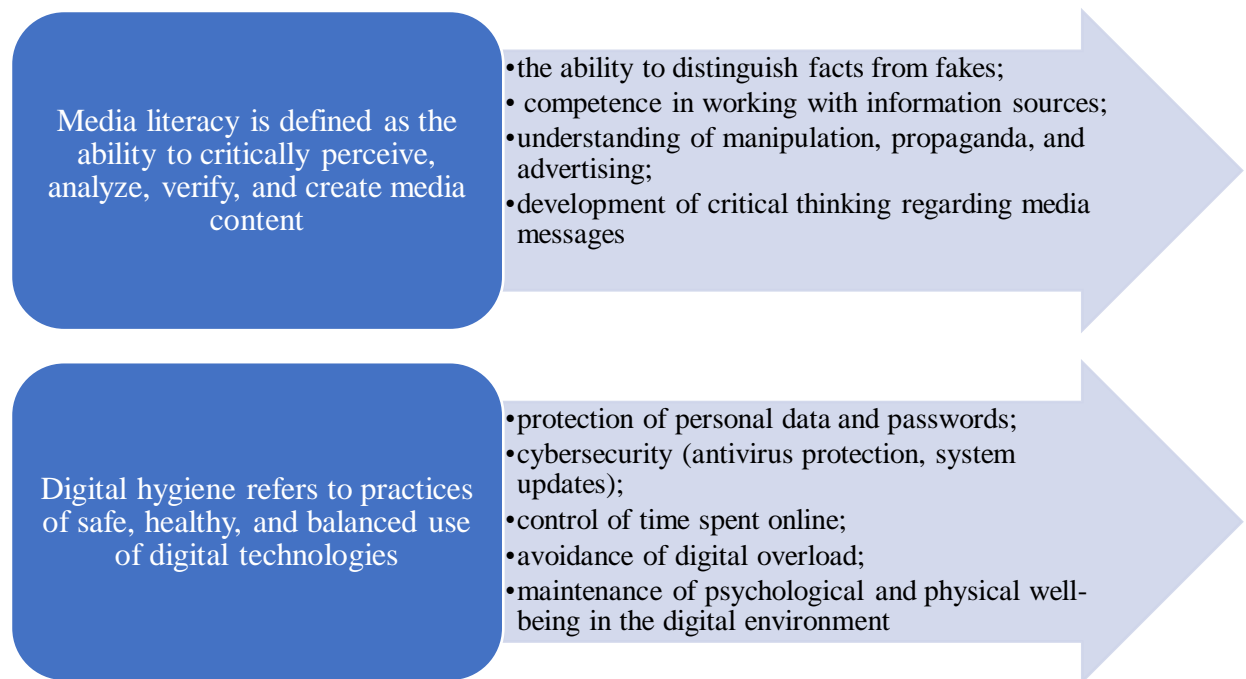 Media literacy is defined as the
ability to critically perceive,
analyze, verify, and create media
content
•the ability to distinguish facts from fakes;
• competence in working with information sources;
•understanding of manipulation, propaganda, and
advertising;
•development of critical thinking regarding media
messages
Digital hygiene refers to practices
of safe, healthy, and balanced use
of digital technologies
•protection of personal data and passwords;
•cybersecurity (antivirus protection, system
updates);
•control of time spent online;
•avoidance of digital overload;
•maintenance of psychological and physical well-
being in the digital environment